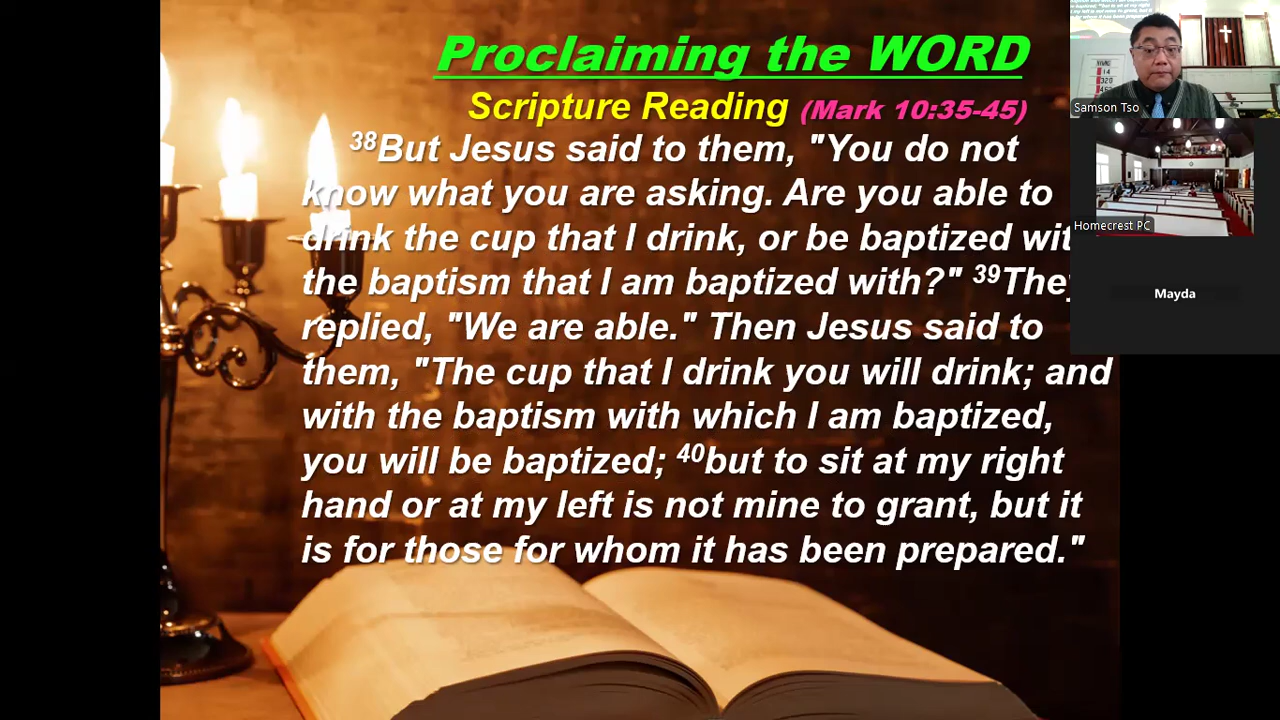 Proclaiming the WORD
Scripture Reading (Mark 10:35-45)
38But Jesus said to them, "You do not
know what you are asking. Are you able to
drink the cup that I drink, or be baptized wit
the baptism that I am baptized with?" 39They
replied, "We are able." Then Jesus said to
them, "The cup that I drink you will drink; and
with the baptism with which I am baptized,
you will be baptized; 40but to sit at my right
hand or at my left is not mine to grant, but it
is for those for whom it has been prepared."
14
320
Samson Tso
Homecrest PC
Mayda